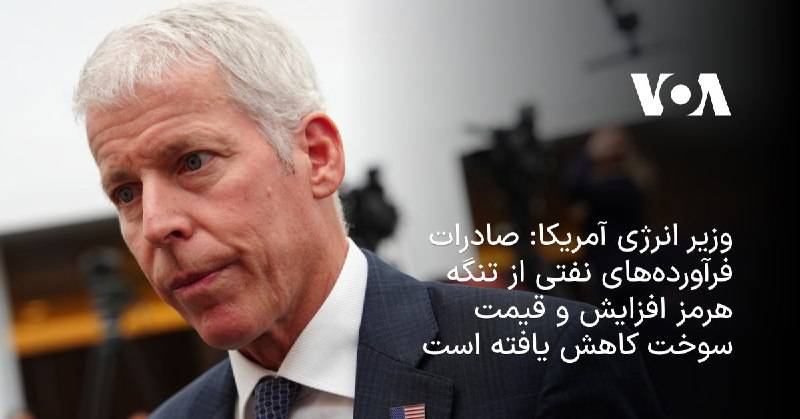 VOA
وزیر انرژی آمریکا: صادرات
فرآورده‌های نفتی از تنگه
هرمز افزایش و قیمت
سوخت کاهش یافته است